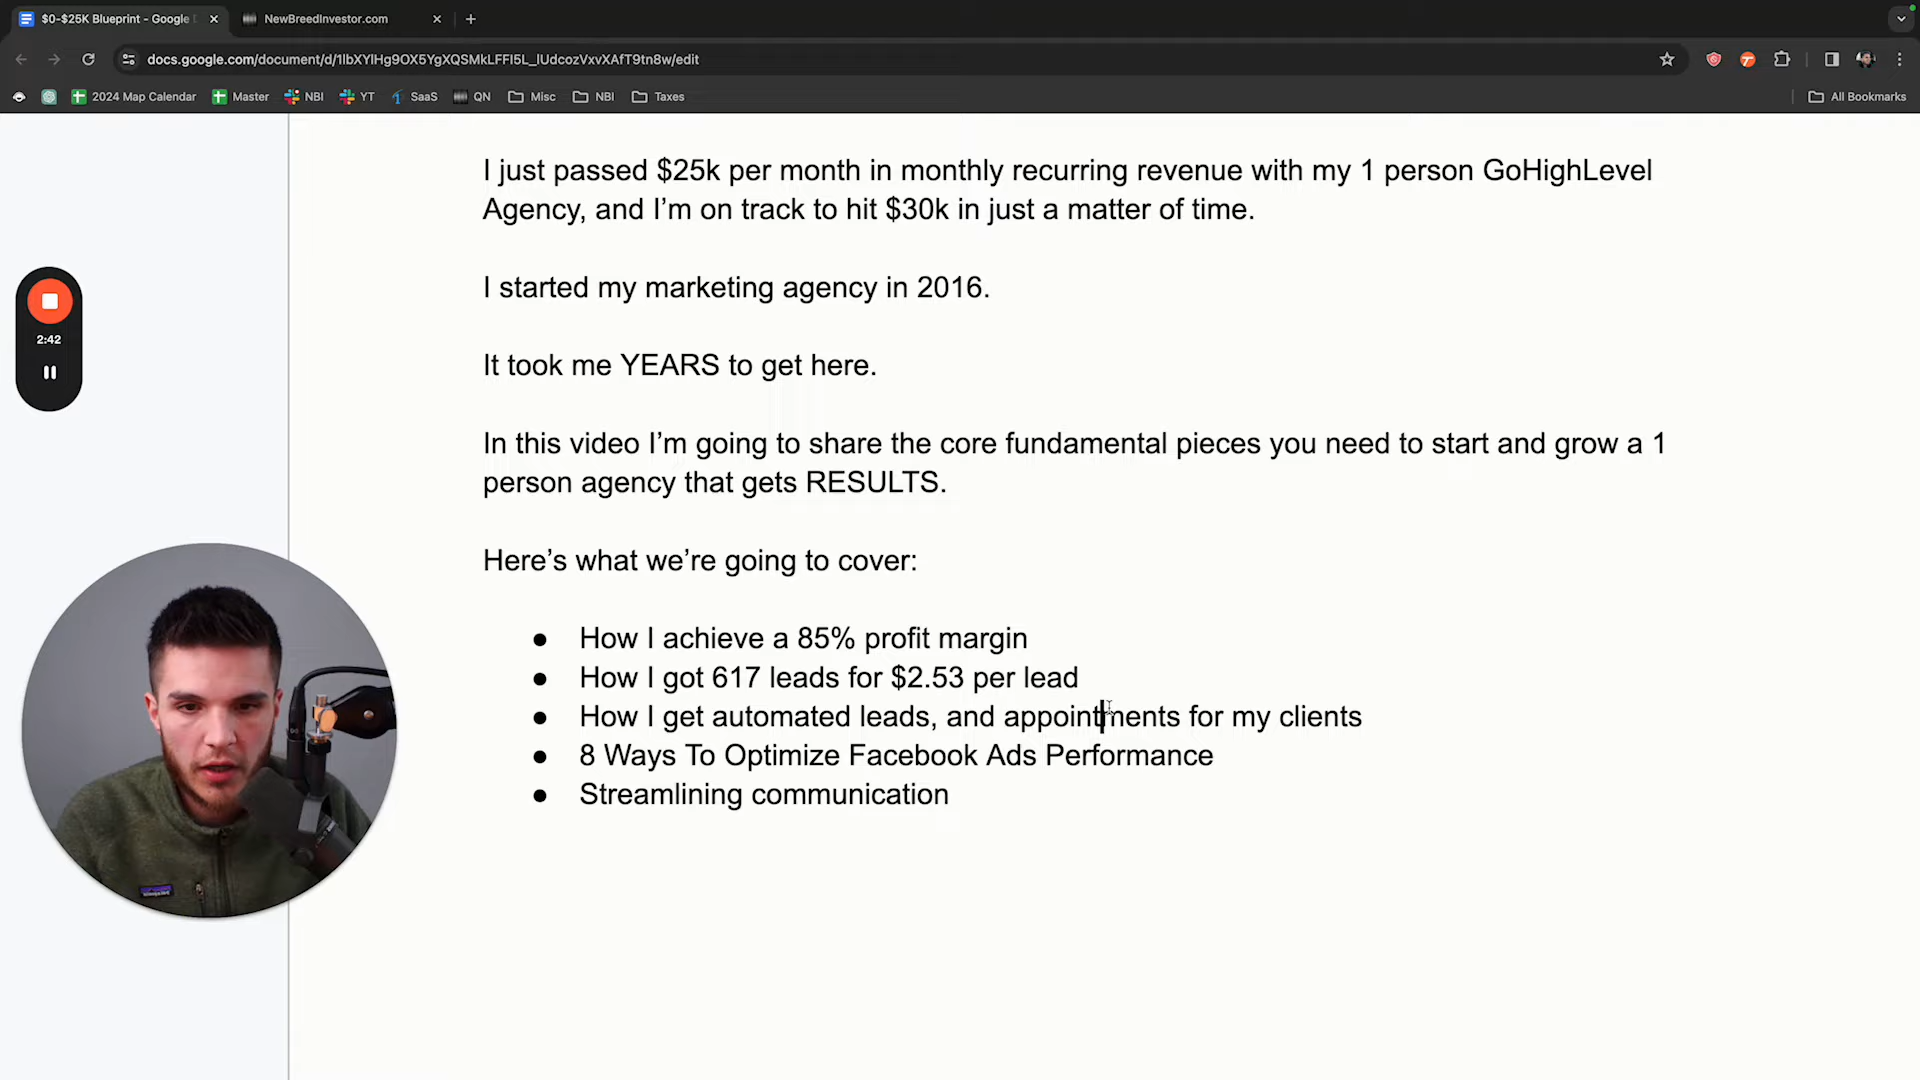 $0-$25K Blueprint - Google
NewBreedInvestor.com
docs.google.com/document/d/1lbXYlHg9OX5YgXQSMkLFFI5L_lUdcozVxvXAfT9tn8w/edit
2024 Map Calendar
Master
NBI
YT
SaaS
QN
Misc
NBI
Taxes
All Bookmarks
I just passed $25k per month in monthly recurring revenue with my 1 person GoHighLevel
Agency, and I’m on track to hit $30k in just a matter of time.
I started my marketing agency in 2016.
2:42
It took me YEARS to get here.
In this video I’m going to share the core fundamental pieces you need to start and grow a 1
person agency that gets RESULTS.
Here’s what we’re going to cover:
● How I achieve a 85% profit margin
● How I got 617 leads for $2.53 per lead
● How I get automated leads, and appointments for my clients
● 8 Ways To Optimize Facebook Ads Performance
● Streamlining communication